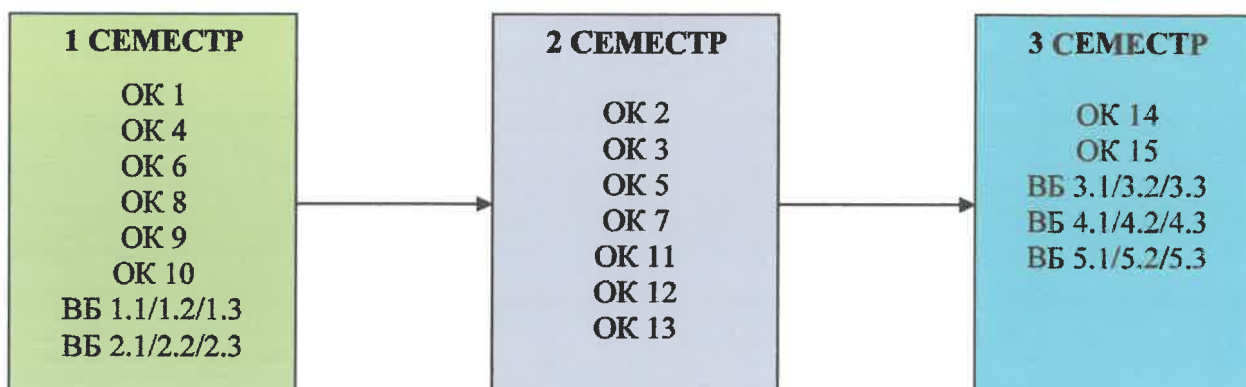 1 СЕМЕСТР
ОК 1
ОК 4
ОК 6
ОК 8
ОК 9
ОК 10
ВБ 1.1/1.2/1.3
ВБ 2.1/2.2/2.3
2 СЕМЕСТР
ОК 2
ОК 3
ОК 5
ОК 7
ОК 11
ОК 12
ОК 13
3 СЕМЕСТР
ОК 14
ОК 15
ВБ 3.1/3.2/3.3
ВБ 4.1/4.2/4.3
ВБ 5.1/5.2/5.3